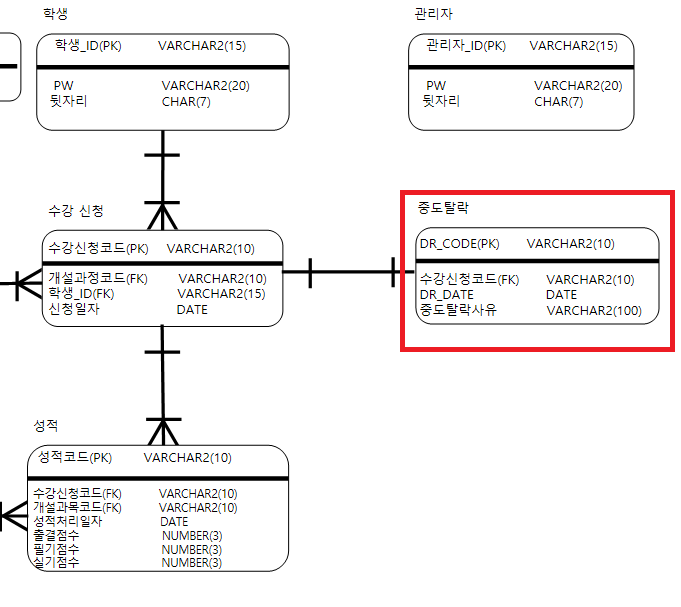 학생
학생_ID(PK) VARCHAR2(15)
PW VARCHAR2(20)
뒷자리 CHAR(7)
관리자
관리자_ID(PK) VARCHAR2(15)
PW VARCHAR2(20)
뒷자리 CHAR(7)
수강 신청
수강신청코드(PK) VARCHAR2(10)
개설과정코드(FK) VARCHAR2(10)
학생_ID(FK) VARCHAR2(15)
신청일자 DATE
중도탈락
DR_CODE(PK) VARCHAR2(10)
수강신청코드(FK) VARCHAR2(10)
DR_DATE DATE
중도탈락사유 VARCHAR2(100)
성적
성적코드(PK) VARCHAR2(10)
수강신청코드(FK) VARCHAR2(10)
개설과목코드(FK) VARCHAR2(10)
성적처리일자 DATE
출결점수 NUMBER(3)
필기점수 NUMBER(3)
실기점수 NUMBER(3)